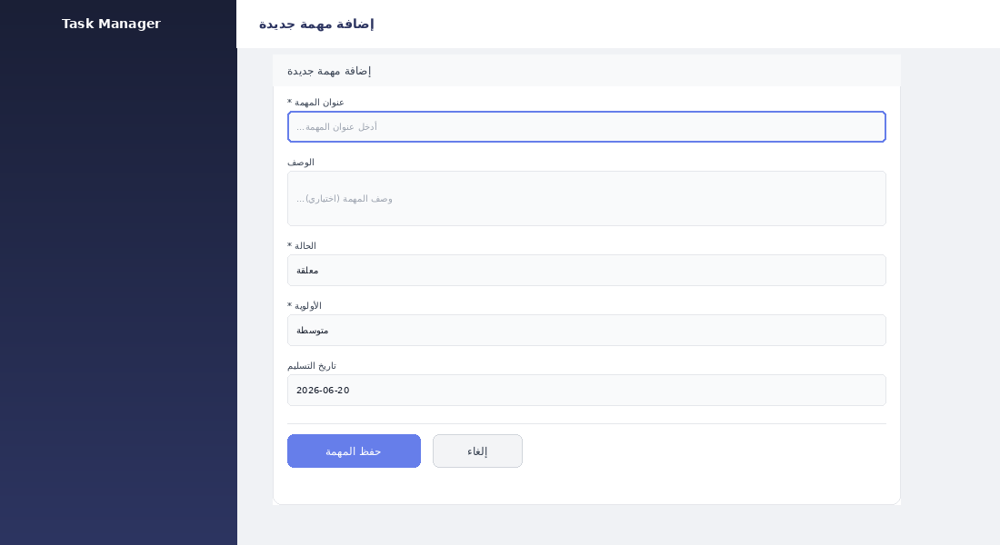 Task Manager
إضافة مهمة جديدة
إضافة مهمة جديدة
عنوان المهمة *
أدخل عنوان المهمة...
الوصف
وصف المهمة (اختياري)...
الحالة *
معلقة
الأولوية *
متوسطة
تاريخ التسليم
2026-06-20
حفظ المهمة
إلغاء